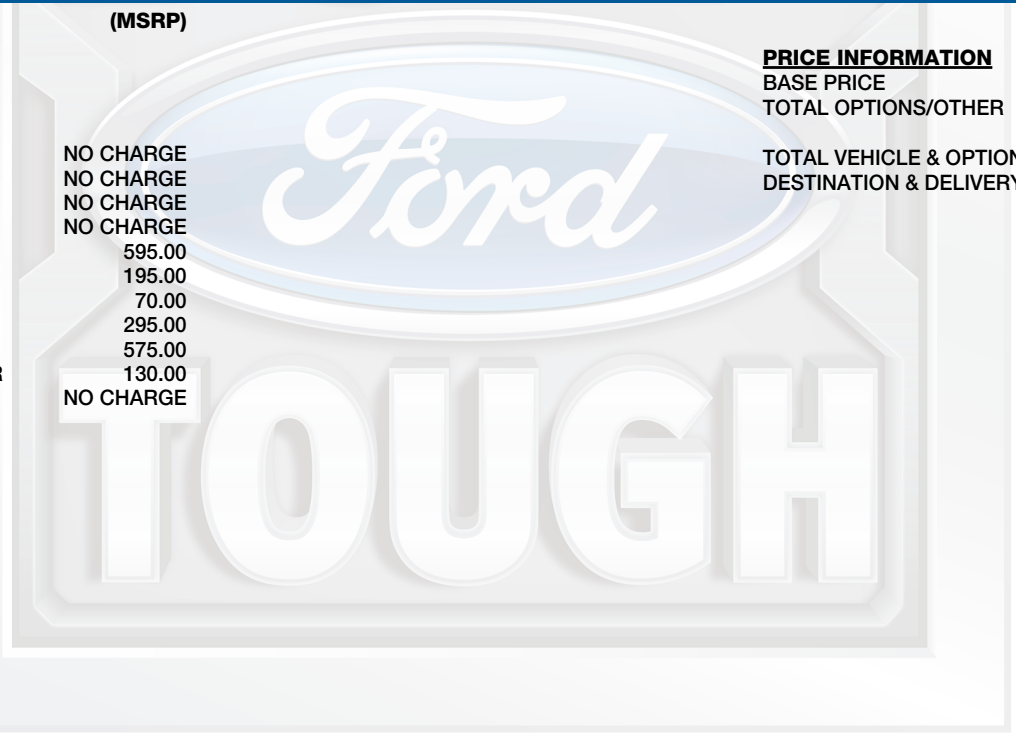 (MSRP)
NO CHARGE
NO CHARGE
NO CHARGE
NO CHARGE
595.00
195.00
70.00
295.00
575.00
R 130.00
NO CHARGE
PRICE INFORMATION
BASE PRICE
TOTAL OPTIONS/OTHER
TOTAL VEHICLE & OPTION
DESTINATION & DELIVERY
Ford
TOUGH